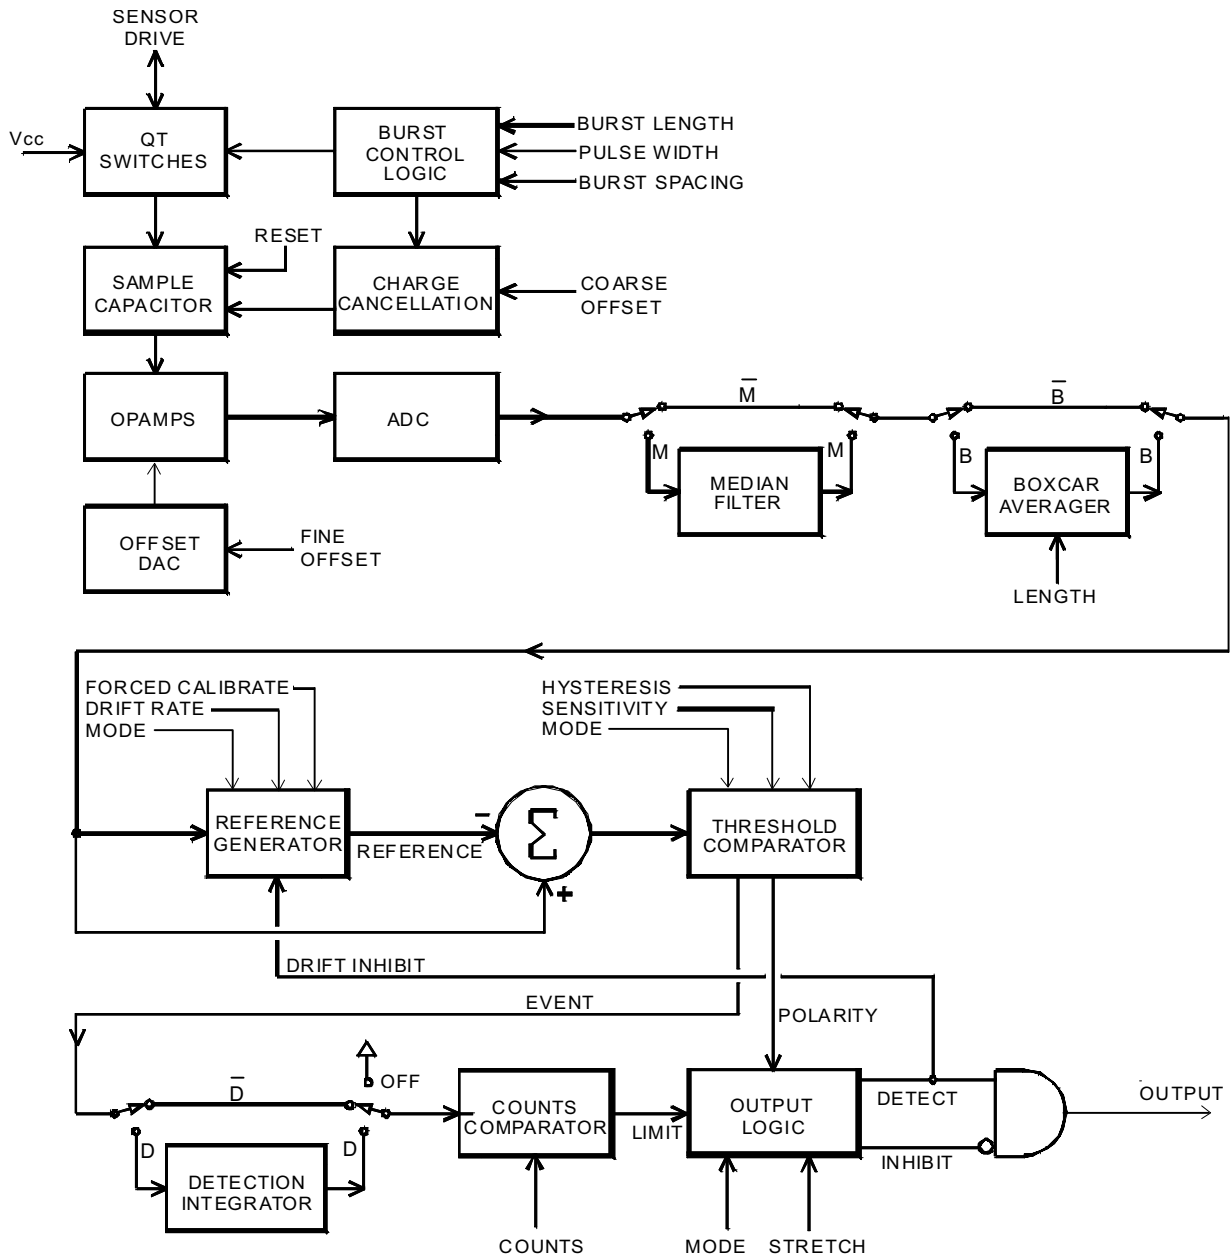 SENSOR
DRIVE
Vcc
QT
SWITCHES
BURST
CONTROL
LOGIC
BURST LENGTH
PULSE WIDTH
BURST SPACING
RESET
SAMPLE
CAPACITOR
CHARGE
CANCELLATION
COARSE
OFFSET
OPAMPS
ADC
M̅
B̅
M
M
B
B
MEDIAN
FILTER
BOXCAR
AVERAGER
OFFSET
DAC
FINE
OFFSET
LENGTH
FORCED CALIBRATE
DRIFT RATE
MODE
HYSTERESIS
SENSITIVITY
MODE
REFERENCE
GENERATOR
REFERENCE
-
Σ
+
THRESHOLD
COMPARATOR
DRIFT INHIBIT
EVENT
POLARITY
OFF
D̅
D
D
DETECTION
INTEGRATOR
COUNTS
COMPARATOR
LIMIT
OUTPUT
LOGIC
DETECT
INHIBIT
OUTPUT
COUNTS
MODE
STRETCH